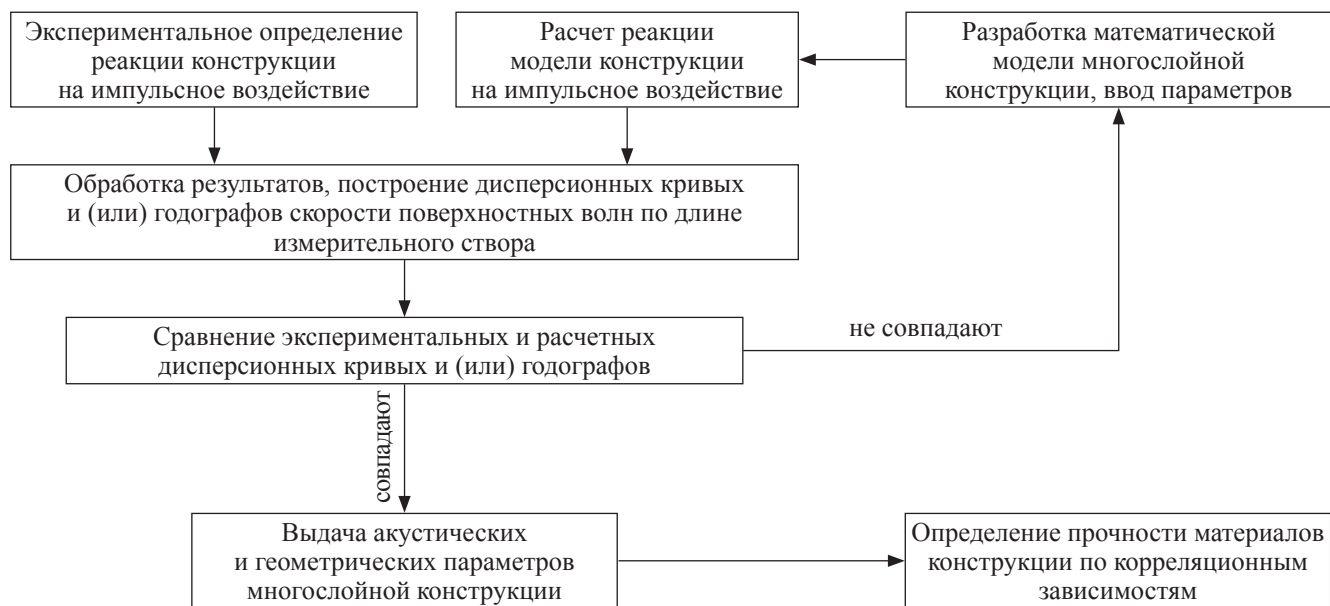 Экспериментальное определение
реакции конструкции
на импульсное воздействие
Расчет реакции
модели конструкции
на импульсное воздействие
Разработка математической
модели многослойной
конструкции, ввод параметров
Обработка результатов, построение дисперсионных кривых
и (или) годографов скорости поверхностных волн по длине
измерительного створа
Сравнение экспериментальных и расчетных
дисперсионных кривых и (или) годографов
не совпадают
совпадают
Выдача акустических
и геометрических параметров
многослойной конструкции
Определение прочности материалов
конструкции по корреляционным
зависимостям